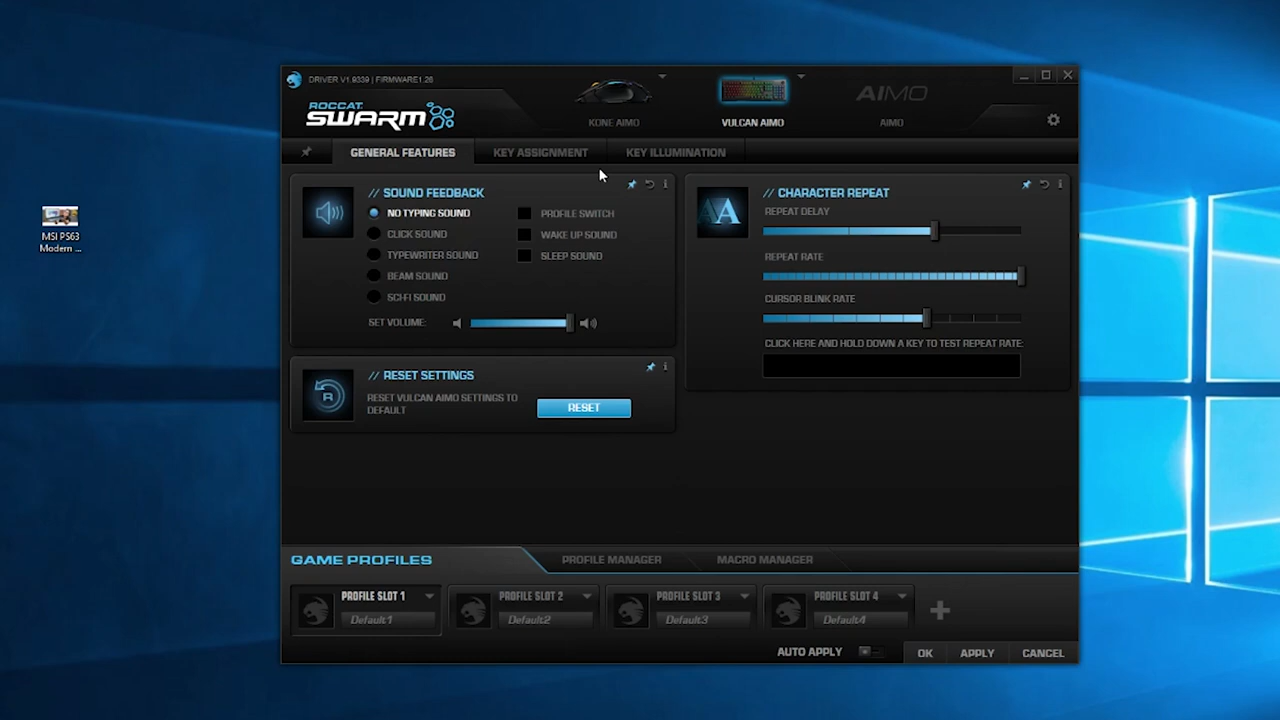 DRIVER V1.9339 | FIRMWARE1.26
ROCCAT
SWARM
KONE AIMO
VULCAN AIMO
AIMO
AIMO
GENERAL FEATURES
KEY ASSIGNMENT
KEY ILLUMINATION
// SOUND FEEDBACK
NO TYPING SOUND
CLICK SOUND
TYPEWRITER SOUND
BEAM SOUND
SCI-FI SOUND
PROFILE SWITCH
WAKE UP SOUND
SLEEP SOUND
SET VOLUME:
// CHARACTER REPEAT
REPEAT DELAY
REPEAT RATE
CURSOR BLINK RATE
CLICK HERE AND HOLD DOWN A KEY TO TEST REPEAT RATE:
// RESET SETTINGS
RESET VULCAN AIMO SETTINGS TO
DEFAULT
RESET
MSI PS63
Modern ...
GAME PROFILES
PROFILE MANAGER
MACRO MANAGER
PROFILE SLOT 1
Default1
PROFILE SLOT 2
Default2
PROFILE SLOT 3
Default3
PROFILE SLOT 4
Default4
AUTO APPLY
OK
APPLY
CANCEL